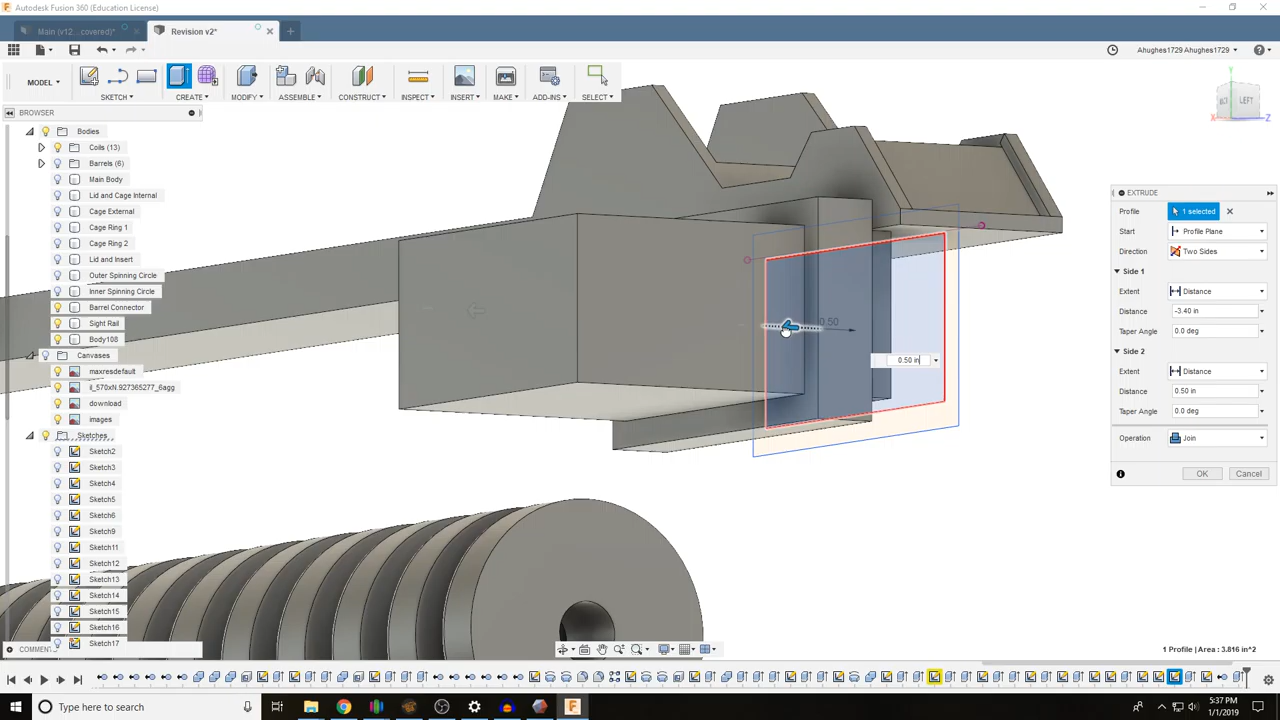 Autodesk Fusion 360 (Education License)
Main (v12...covered)*
Revision v2*
Ahughes1729 Ahughes1729
MODEL
SKETCH
CREATE
MODIFY
ASSEMBLE
CONSTRUCT
INSPECT
INSERT
MAKE
ADD-INS
SELECT
BROWSER
Bodies
Coils (13)
Barrels (6)
Main Body
Lid and Cage Internal
Cage External
Cage Ring 1
Cage Ring 2
Lid and Insert
Outer Spinning Circle
Inner Spinning Circle
Barrel Connector
Sight Rail
Body108
Canvases
maxresdefault
il_570xN.927365277_6agg
download
images
Sketches
Sketch2
Sketch3
Sketch4
Sketch5
Sketch6
Sketch9
Sketch11
Sketch12
Sketch13
Sketch14
Sketch15
Sketch16
Sketch17
Y
LEFT
X
Z
0.50
0.50 in
EXTRUDE
Profile
1 selected
Start
Profile Plane
Direction
Two Sides
Side 1
Extent
Distance
Distance
-3.40 in
Taper Angle
0.0 deg
Side 2
Extent
Distance
Distance
0.50 in
Taper Angle
0.0 deg
Operation
Join
OK
Cancel
1 Profile | Area : 3.816 in^2
Type here to search
5:37 PM
1/1/2019